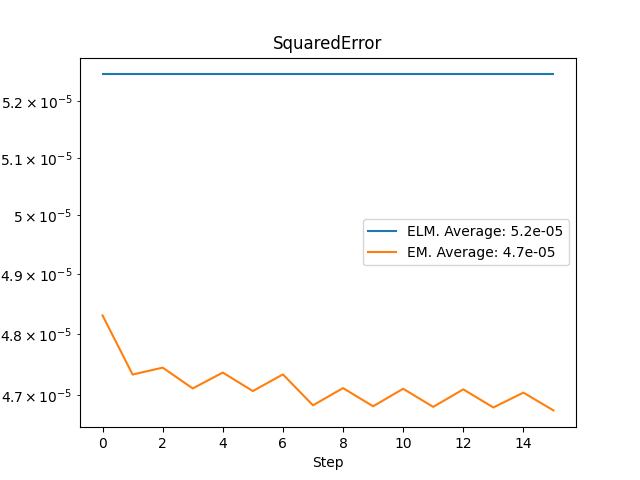 SquaredError
5.2 × 10⁻⁵
5.1 × 10⁻⁵
5 × 10⁻⁵
4.9 × 10⁻⁵
4.8 × 10⁻⁵
4.7 × 10⁻⁵
ELM. Average: 5.2e-05
EM. Average: 4.7e-05
0 2 4 6 8 10 12 14
Step